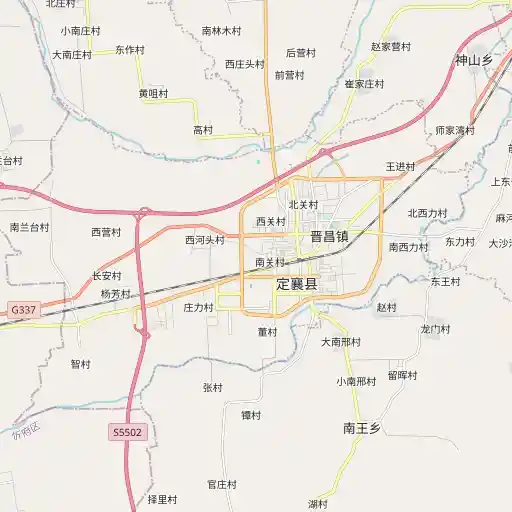 北庄村
小南庄村
大南庄村
东作村
南林木村
西庄头村
后营村
前营村
赵家营村
神山乡
崔家庄村
黄咀村
高村
师家湾村
王进村
兰台村
上东
南兰台村
西营村
西河头村
西关村
北关村
晋昌镇
北西力村
南西力村
东力村
麻河
大沙沟
长安村
杨芳村
南关村
定襄县
东王村
G337
庄力村
董村
赵村
龙门村
大南邢村
智村
张村
小南邢村
留晖村
镡村
南王乡
忻府区
S5502
官庄村
择里村
湖村